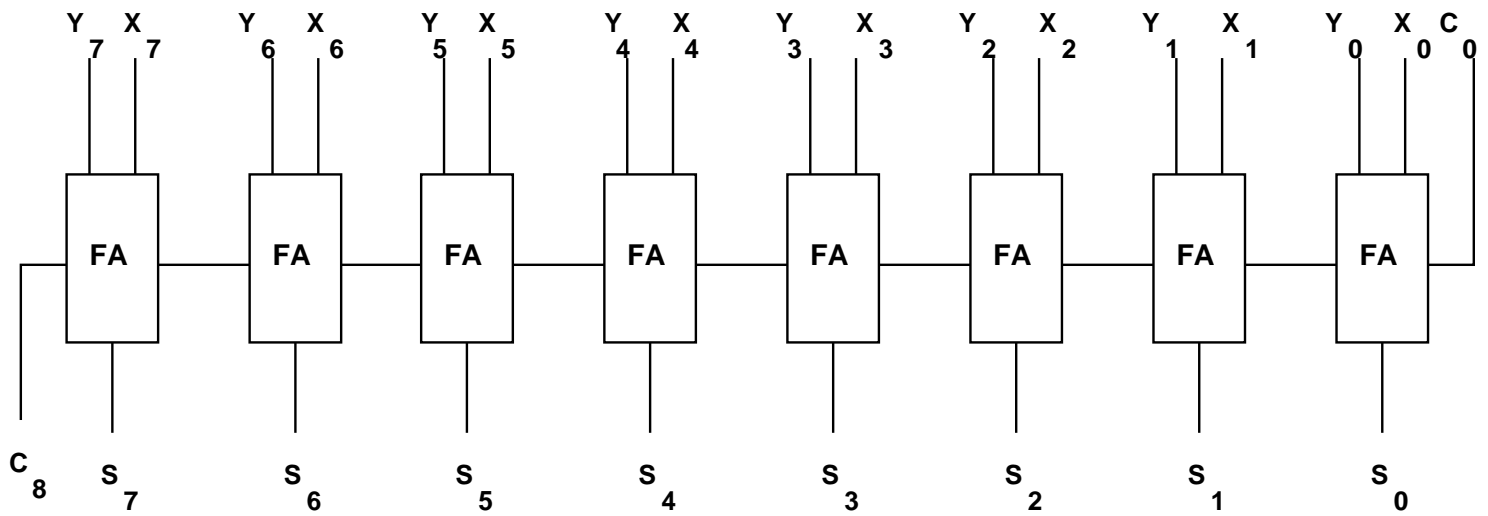 Y7 X7 Y6 X6 Y5 X5 Y4 X4 Y3 X3 Y2 X2 Y1 X1 Y0 X0 C0
FA FA FA FA FA FA FA FA
C8 S7 S6 S5 S4 S3 S2 S1 S0